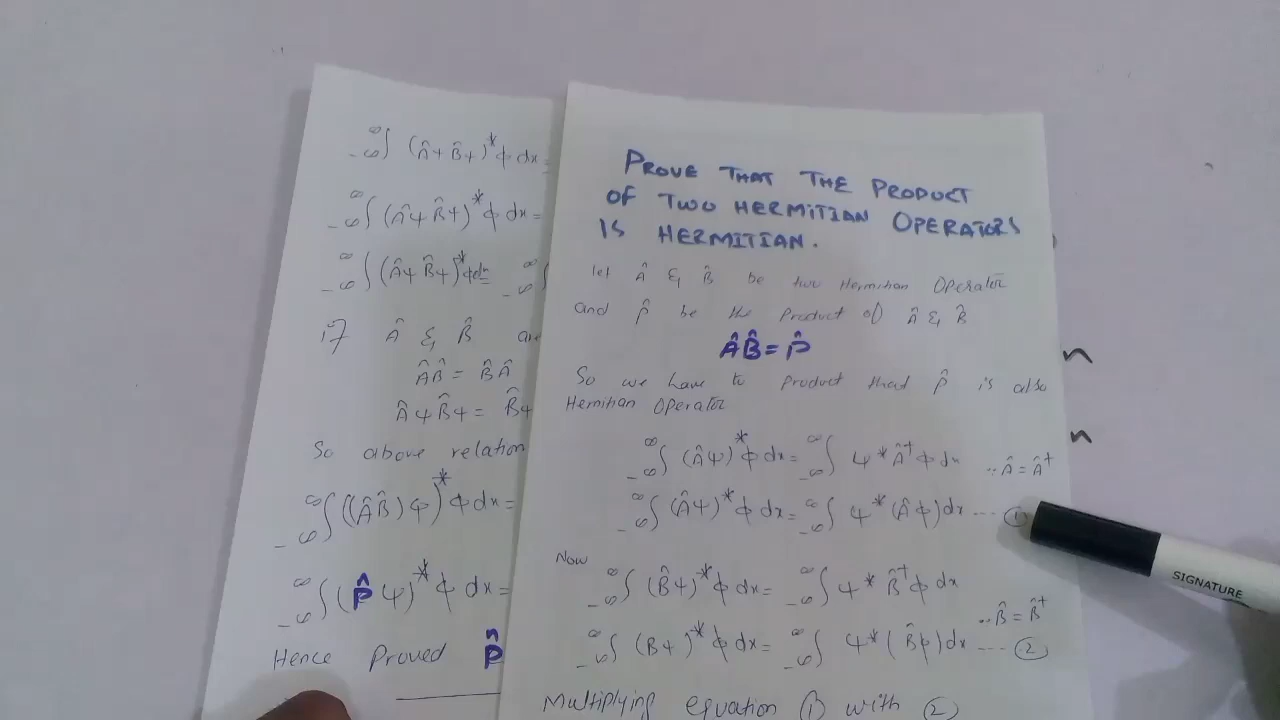 ∞∫-∞ (Â+B̂+)*φ dx=
∞∫-∞ (Âψ B̂ψ)*φ dx=
∞∫-∞ (Âψ B̂ψ)*φdx= ∞∫-∞
if Â & B̂ are
ÂB̂ = B̂Â
Âψ B̂ψ = B̂ψ
So above relation
∞∫-∞ ((ÂB̂)ψ)*φ dx=
∞∫-∞ (P̂ψ)*φ dx=
Hence Proved P̂
PROVE THAT THE PRODUCT
OF TWO HERMITIAN OPERATORS
IS HERMITIAN.
let Â & B̂ be two Hermitian Operator
and P̂ be the Product of Â & B̂
ÂB̂ = P̂
So we have to product that P̂ is also
Hemitian Operator
∞∫-∞ (Âψ)*φ dx= ∞∫-∞ ψ*Â†φ dx ∵ Â = Â†
∞∫-∞ (Âψ)*φ dx= ∞∫-∞ ψ*(Âφ)dx --- ①
Now
∞∫-∞ (B̂ψ)*φ dx= ∞∫-∞ ψ* B̂†φ dx
∵ B̂ = B̂†
∞∫-∞ (Bψ)*φ dx= ∞∫-∞ ψ*(B̂φ)dx --- ②
Multiplying equation ① with ②
n
n
SIGNATURE